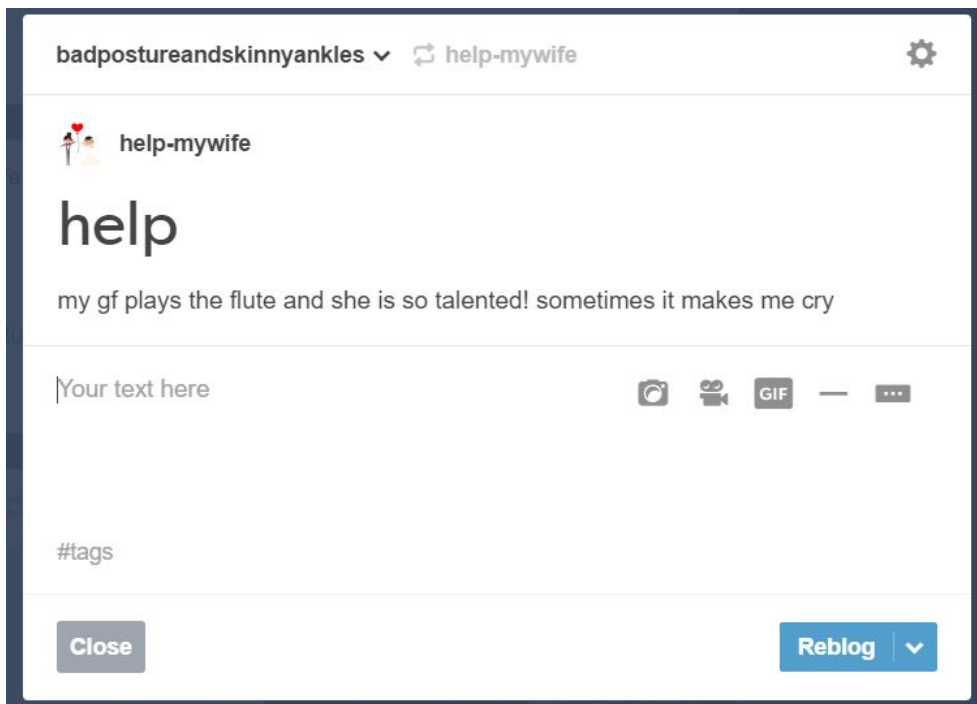 badpostureandskinnyankles help-mywife
help-mywife
help
my gf plays the flute and she is so talented! sometimes it makes me cry
Your text here
GIF
#tags
Close
Reblog